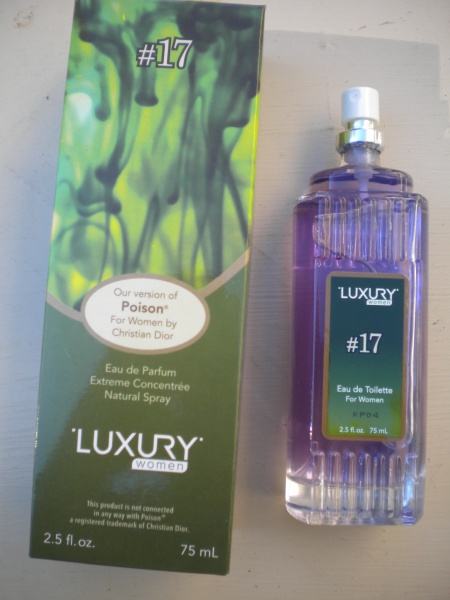 #17
Our version of
Poison®
For Women by
Christian Dior
Eau de Parfum
Extreme Concentrée
Natural Spray
LUXURY
women
This product is not connected
in any way with Poison™
a registered trademark of Christian Dior.
2.5 fl. oz. 75 mL
LUXURY
women
#17
Eau de Toilette
For Women
2.5 fl. oz. 75 mL